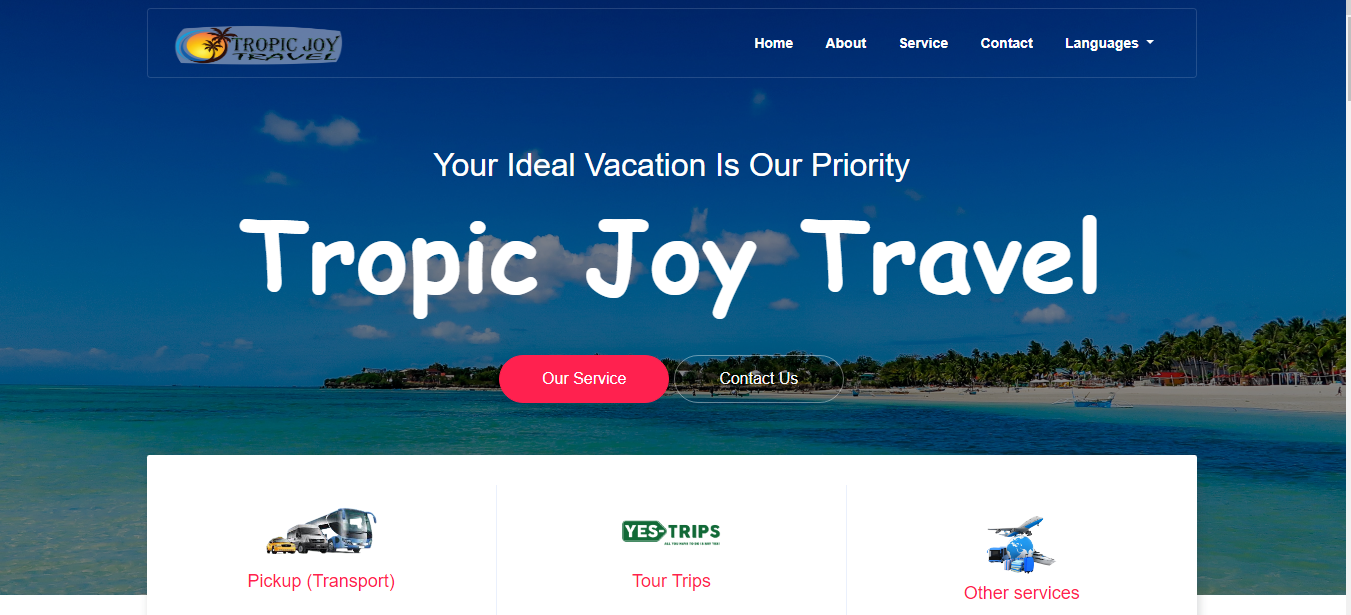 TROPIC JOY
TRAVEL
Home About Service Contact Languages
Your Ideal Vacation Is Our Priority
Tropic Joy Travel
Our Service Contact Us
YES-TRIPS
Pickup (Transport) Tour Trips
Other services